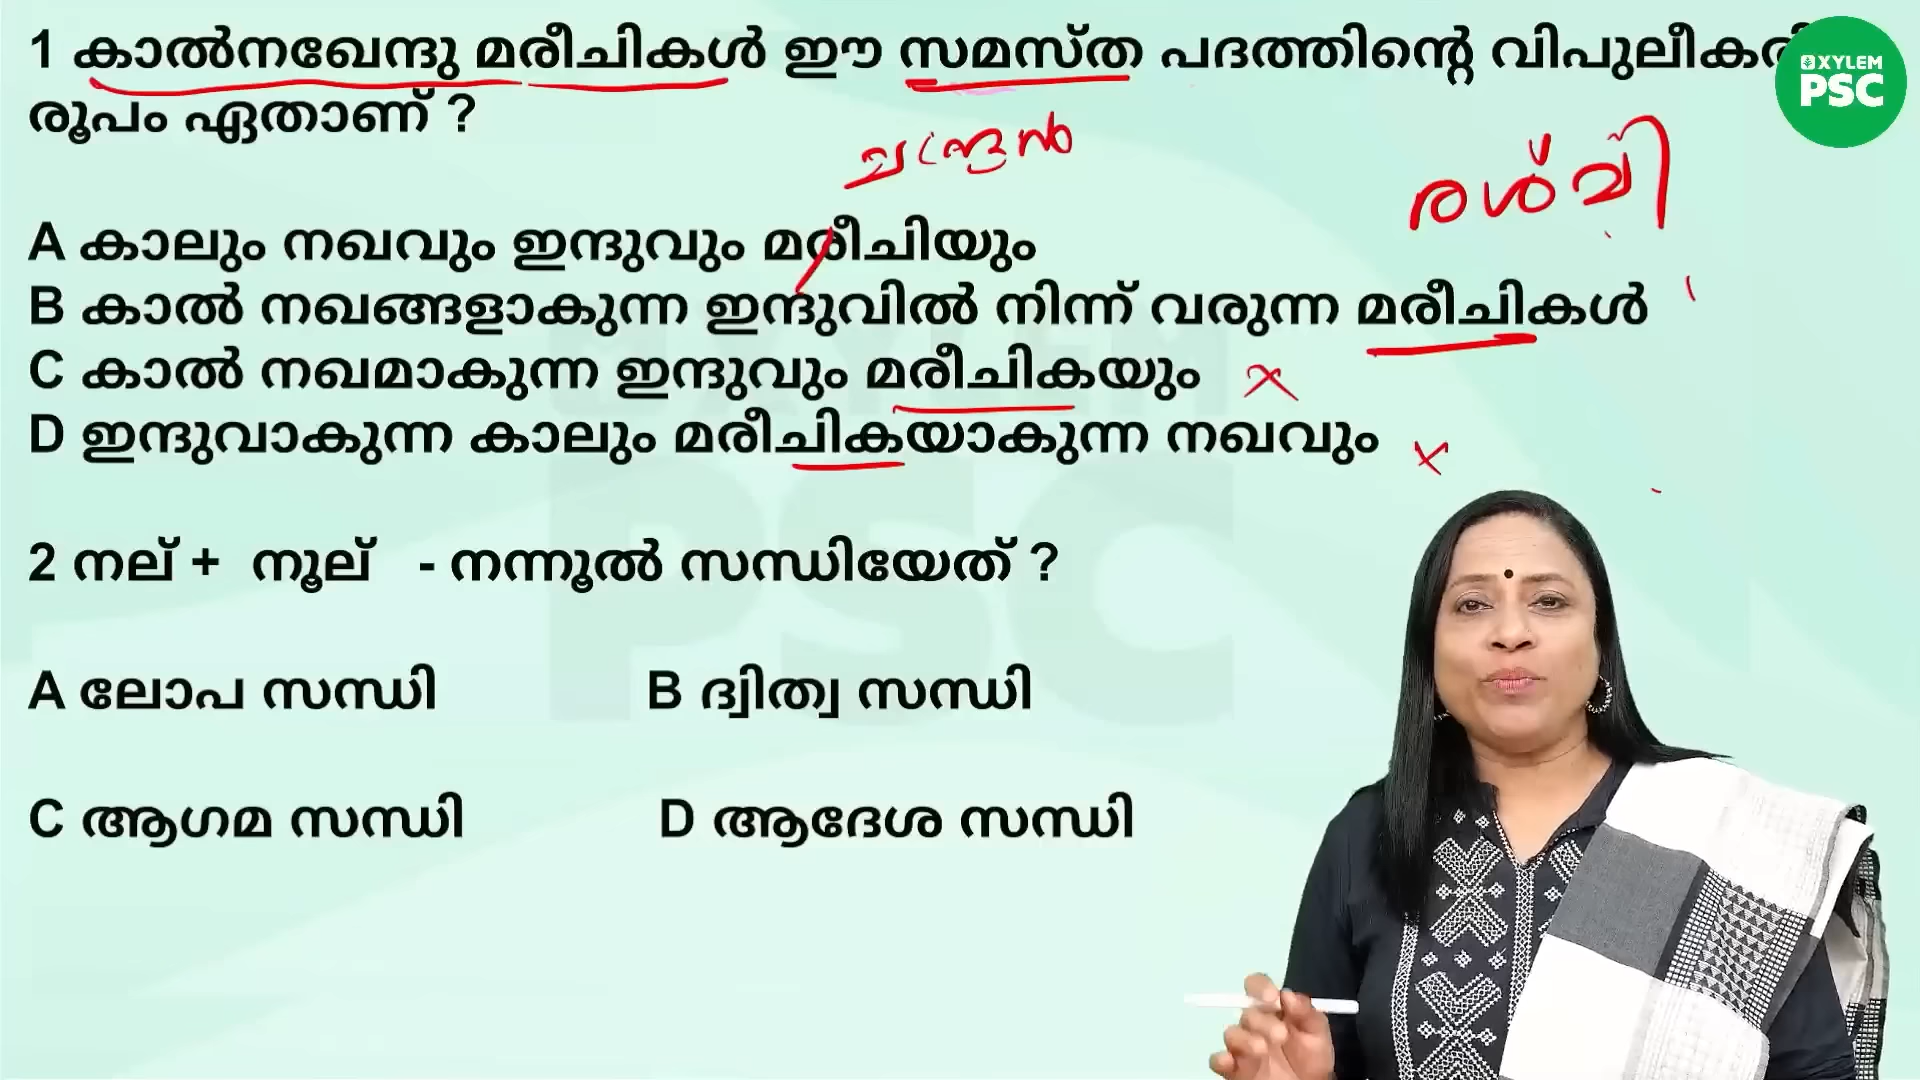 1 കാൽനഖേന്ദു മരീചികൾ ഈ സമസ്ത പദത്തിന്റെ
രൂപം ഏതാണ് ?
ചന്ദ്രൻ
A കാലും നഖവും ഇന്ദുവും മരീചിയും
B കാൽ നഖങ്ങളാകുന്ന ഇന്ദുവിൽ നിന്ന് വരുന്ന മരീചികൾ
C കാൽ നഖമാകുന്ന ഇന്ദുവും മരീചികയും
D ഇന്ദുവാകുന്ന കാലും മരീചികയാകുന്ന നഖവും
2 നല് + നൂല് - നന്നൂൽ സന്ധിയേത് ?
A ലോപ സന്ധി B ദ്വിത്വ സന്ധി
C ആഗമ സന്ധി D ആദേശ സന്ധി
XYLEM
PSC